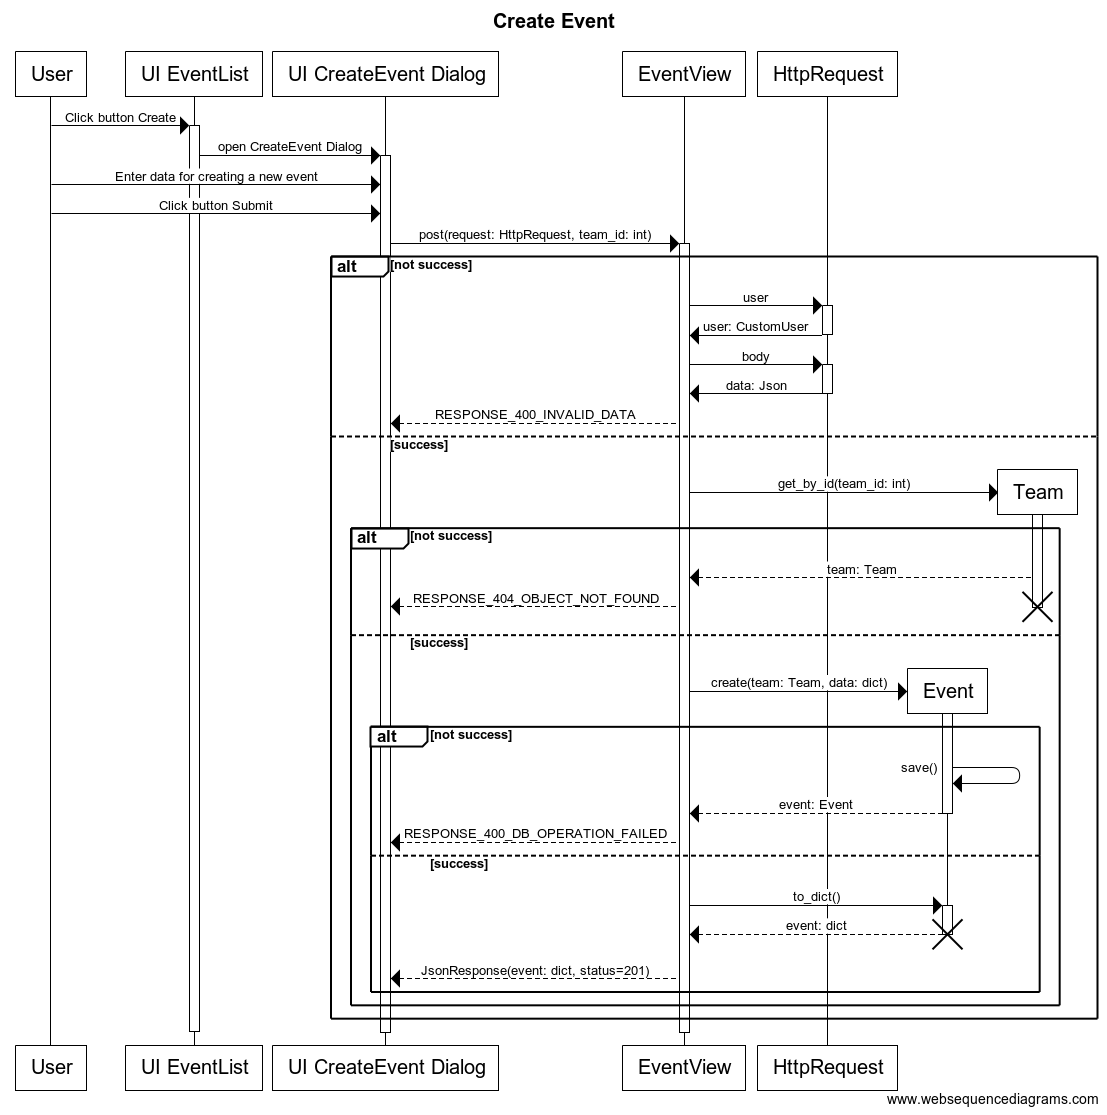 Create Event
User
UI EventList
UI CreateEvent Dialog
EventView
HttpRequest
Click button Create
open CreateEvent Dialog
Enter data for creating a new event
Click button Submit
post(request: HttpRequest, team_id: int)
alt
[not success]
user
user: CustomUser
body
data: Json
RESPONSE_400_INVALID_DATA
[success]
get_by_id(team_id: int)
Team
alt
[not success]
team: Team
RESPONSE_404_OBJECT_NOT_FOUND
[success]
create(team: Team, data: dict)
Event
alt
[not success]
save()
event: Event
RESPONSE_400_DB_OPERATION_FAILED
[success]
to_dict()
event: dict
JsonResponse(event: dict, status=201)
User
UI EventList
UI CreateEvent Dialog
EventView
HttpRequest
www.websequencediagrams.com